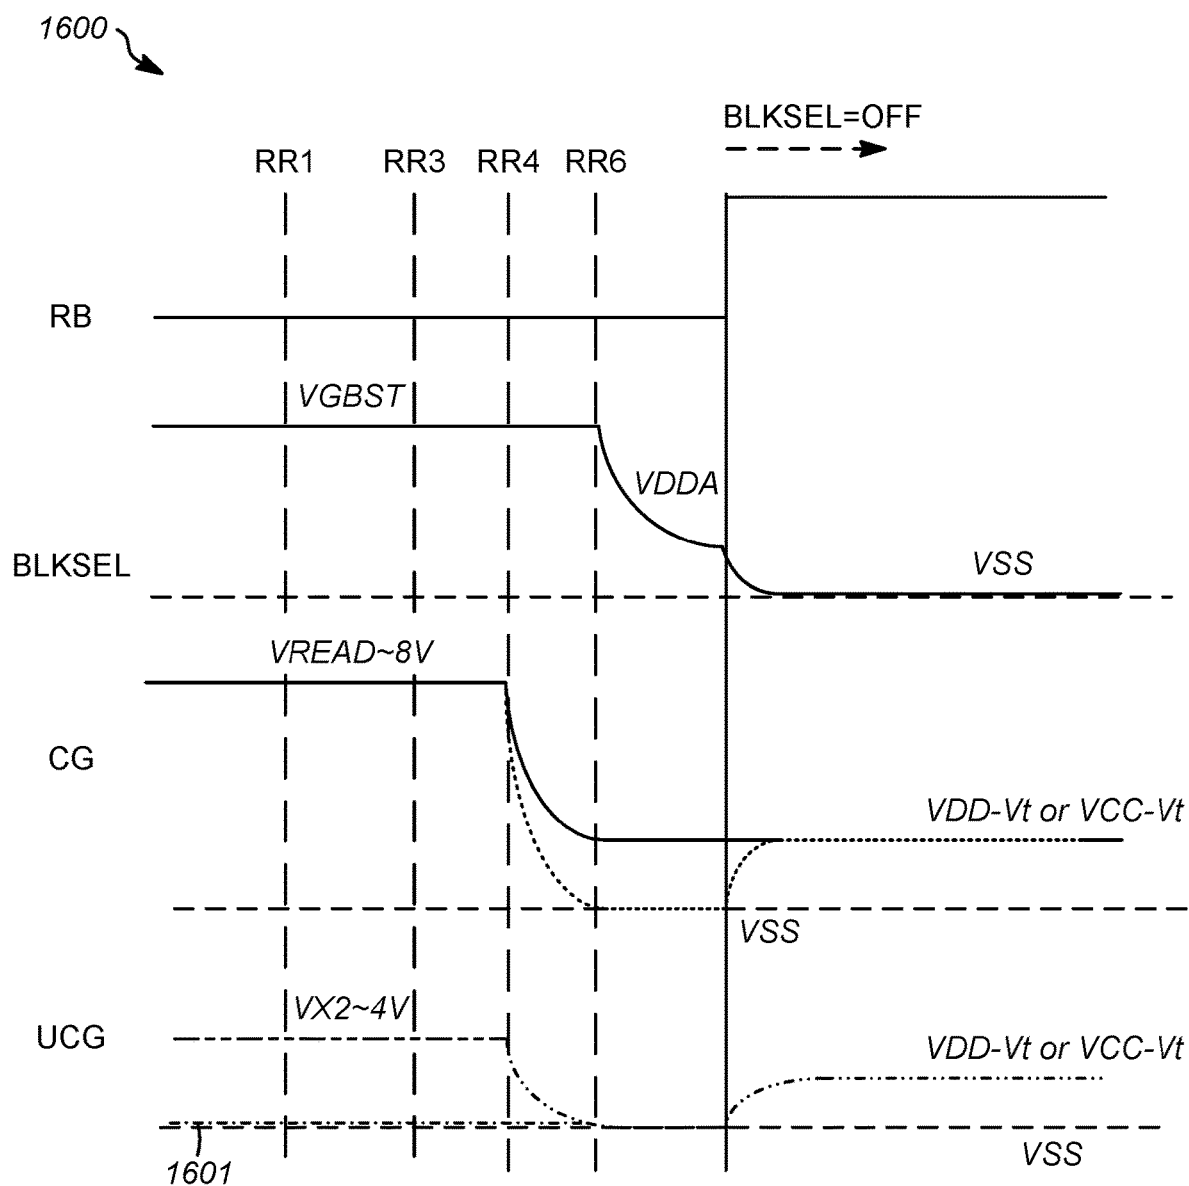 1600
BLKSEL=OFF
RR1 RR3 RR4 RR6
RB
VGBST
VDDA
BLKSEL
VSS
VREAD~8V
CG
VDD-Vt or VCC-Vt
VSS
VX2~4V
UCG
VDD-Vt or VCC-Vt
VSS
1601